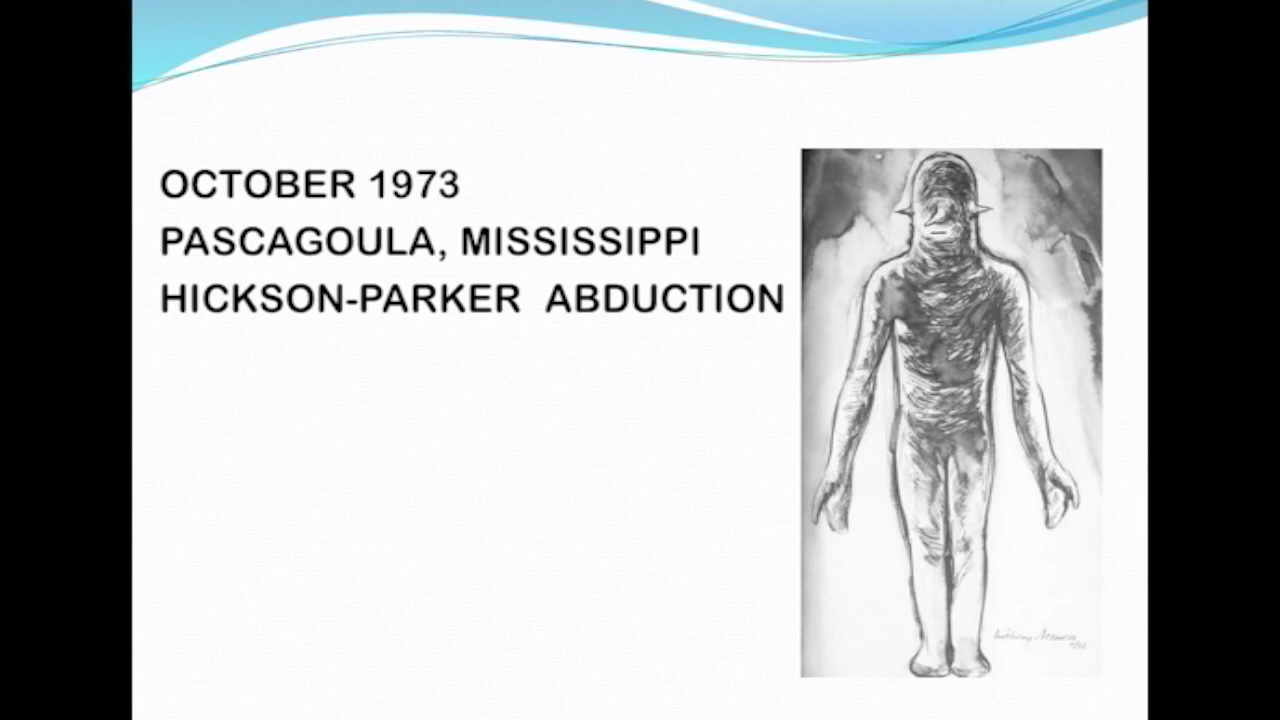 OCTOBER 1973
PASCAGOULA, MISSISSIPPI
HICKSON-PARKER  ABDUCTION